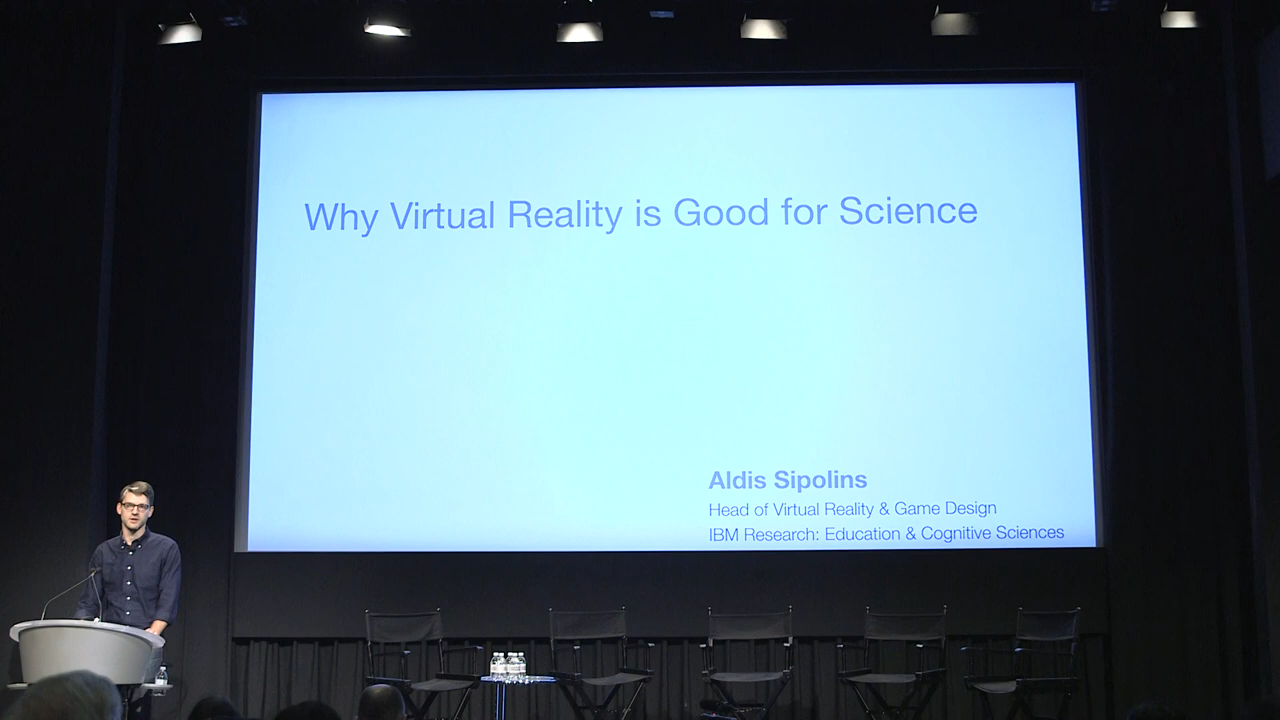 Why Virtual Reality is Good for Science
Aldis Sipolins
Head of Virtual Reality & Game Design
IBM Research: Education & Cognitive Sciences